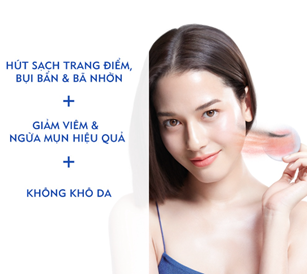 HÚT SẠCH TRANG ĐIỂM,
BỤI BẨN & BÃ NHỜN
+
GIẢM VIÊM &
NGỪA MỤN HIỆU QUẢ
+
KHÔNG KHÔ DA